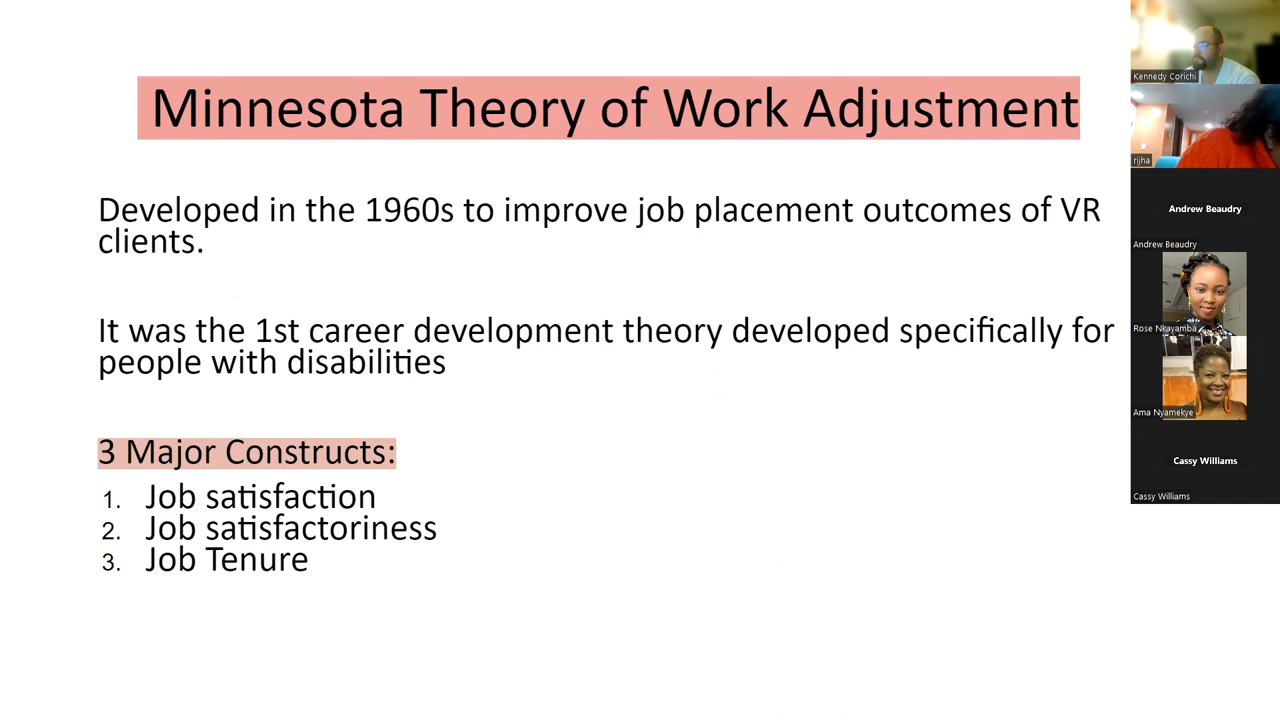 Minnesota Theory of Work Adjustment
Developed in the 1960s to improve job placement outcomes of VR
clients.
It was the 1st career development theory developed specifically for
people with disabilities
3 Major Constructs:
1. Job satisfaction
2. Job satisfactoriness
3. Job Tenure
Kennedy Corichi
rijha
Andrew Beaudry
Andrew Beaudry
Rose Nkayamba
Ama Nyamekye
Cassy Williams
Cassy Williams